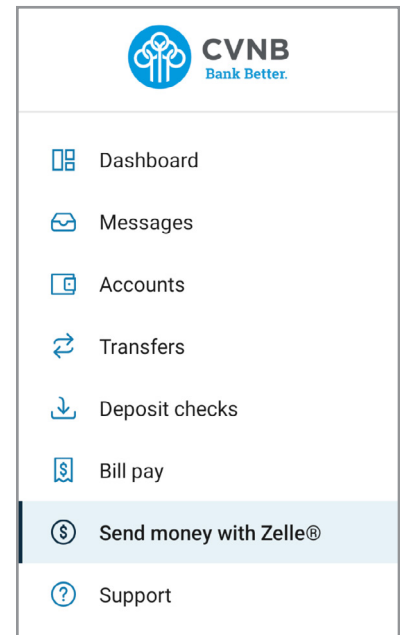 CVNB
Bank Better.
Dashboard
Messages
Accounts
Transfers
Deposit checks
Bill pay
Send money with Zelle®
Support